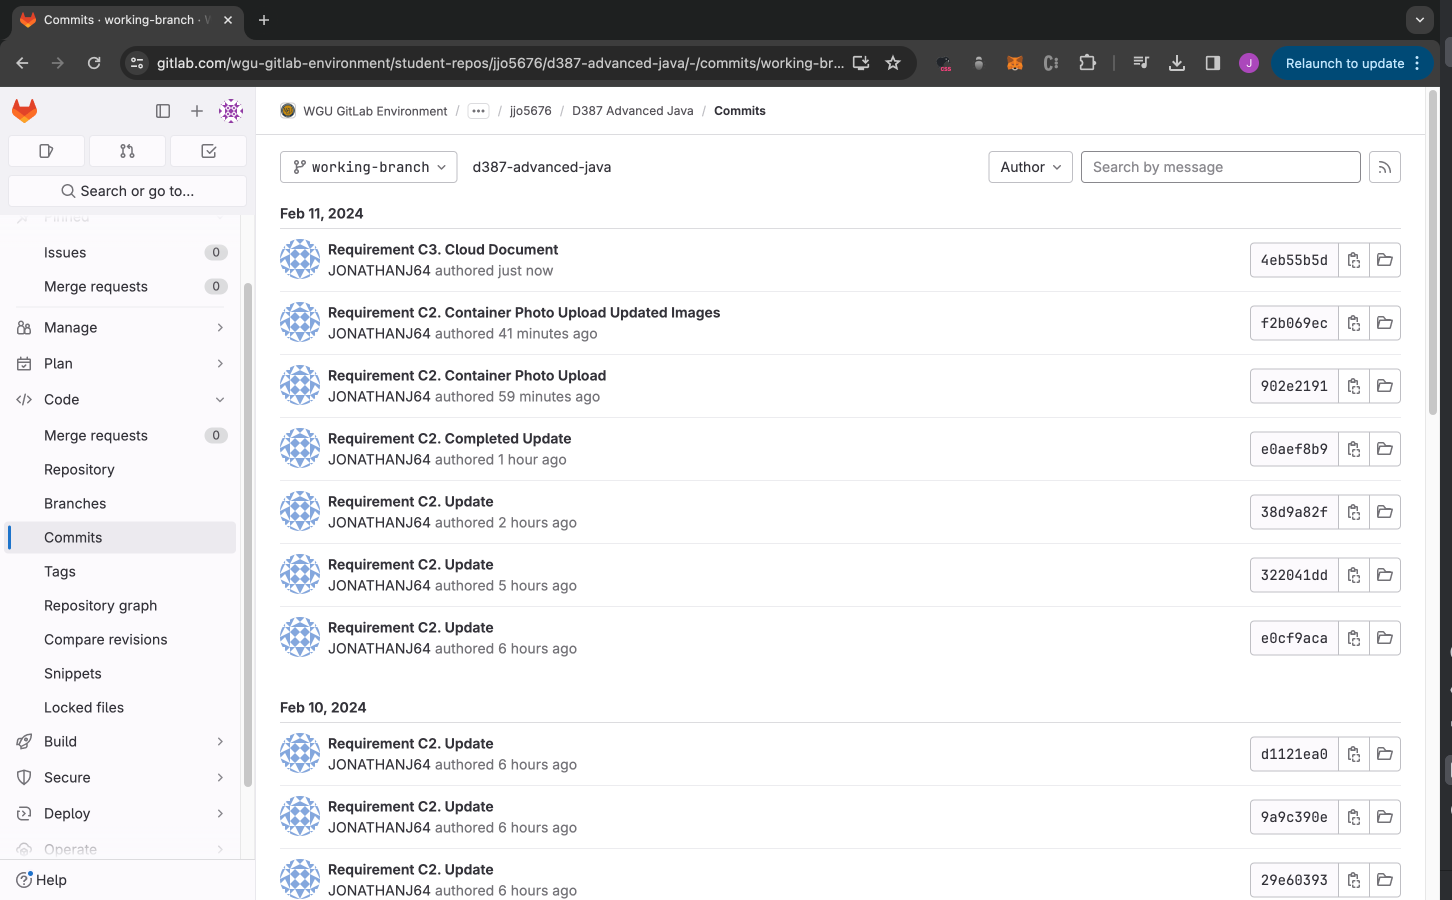 Commits · working-branch · V
gitlab.com/wgu-gitlab-environment/student-repos/jjo5676/d387-advanced-java/-/commits/working-br...
CSS
J
Relaunch to update
WGU GitLab Environment / ... / jjo5676 / D387 Advanced Java / Commits
Search or go to...
Pinned
Issues 0
Merge requests 0
Manage
Plan
Code
Merge requests 0
Repository
Branches
Commits
Tags
Repository graph
Compare revisions
Snippets
Locked files
Build
Secure
Deploy
Operate
Help
working-branch d387-advanced-java Author Search by message
Feb 11, 2024
Requirement C3. Cloud Document
JONATHANJ64 authored just now
4eb55b5d
Requirement C2. Container Photo Upload Updated Images
JONATHANJ64 authored 41 minutes ago
f2b069ec
Requirement C2. Container Photo Upload
JONATHANJ64 authored 59 minutes ago
902e2191
Requirement C2. Completed Update
JONATHANJ64 authored 1 hour ago
e0aef8b9
Requirement C2. Update
JONATHANJ64 authored 2 hours ago
38d9a82f
Requirement C2. Update
JONATHANJ64 authored 5 hours ago
322041dd
Requirement C2. Update
JONATHANJ64 authored 6 hours ago
e0cf9aca
Feb 10, 2024
Requirement C2. Update
JONATHANJ64 authored 6 hours ago
d1121ea0
Requirement C2. Update
JONATHANJ64 authored 6 hours ago
9a9c390e
Requirement C2. Update
JONATHANJ64 authored 6 hours ago
29e60393